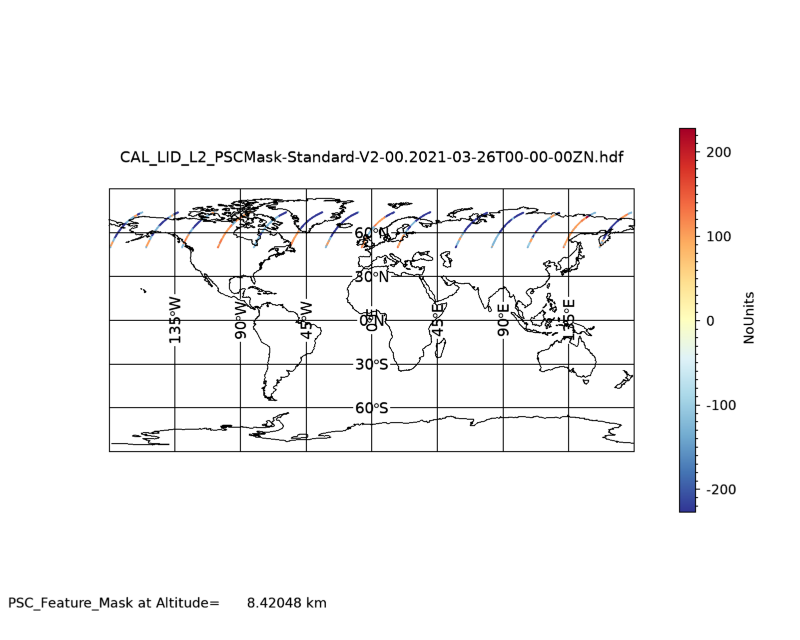 CAL_LID_L2_PSCMask-Standard-V2-00.2021-03-26T00-00-00ZN.hdf
60°N
30°N
135°W
90°W
45°W
0°E
0°N
45°E
90°E
135°E
30°S
60°S
200
100
0
-100
-200
NoUnits
PSC_Feature_Mask at Altitude= 8.42048 km